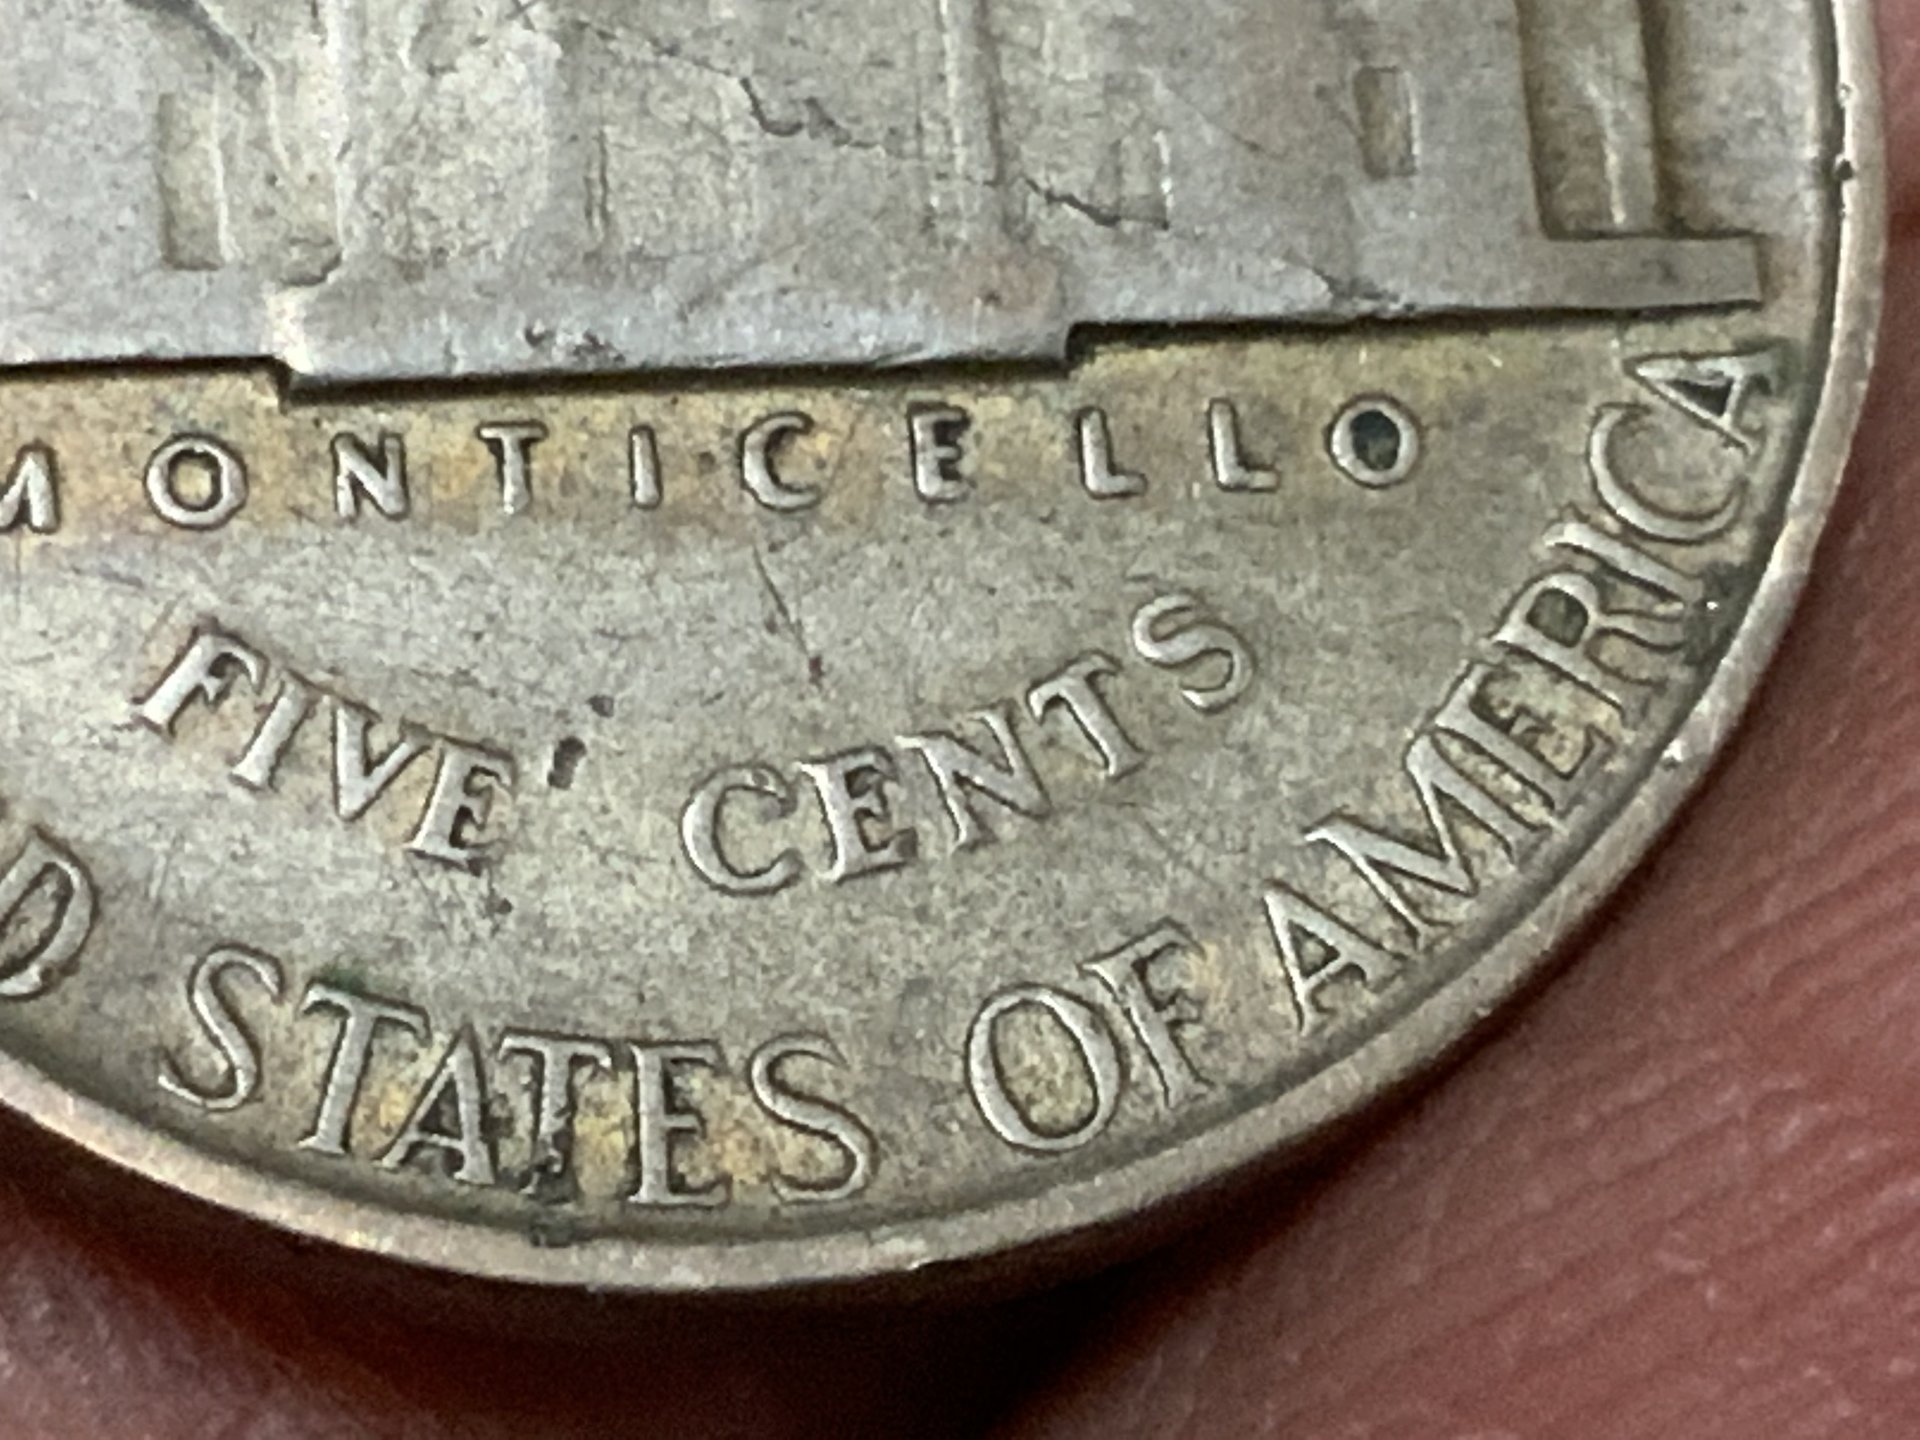 MONTICELLO
FIVE CENTS
D STATES OF AMERICA